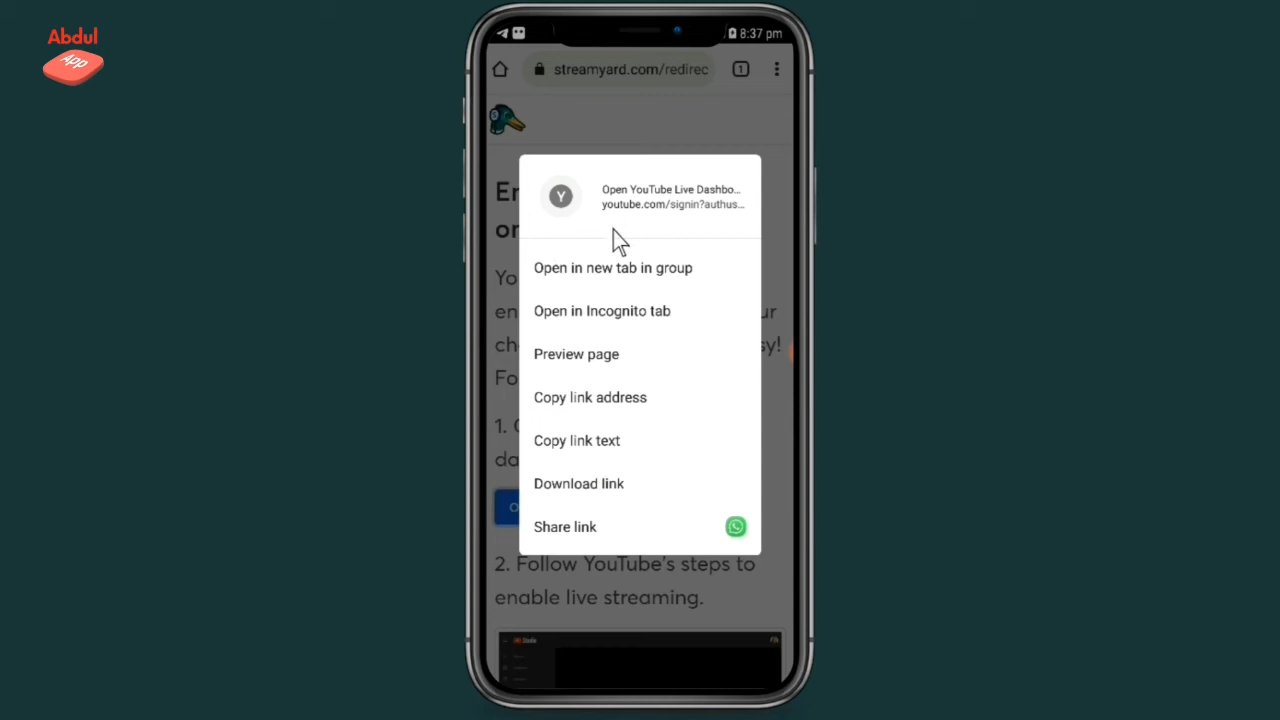 Abdul
App
8:37 pm
streamyard.com/redirec
1
Open YouTube Live Dashbo...
Y
youtube.com/signin?authus...
Open in new tab in group
Open in Incognito tab
Preview page
Copy link address
Copy link text
Download link
Share link
2. Follow YouTube's steps to
enable live streaming.
Studio